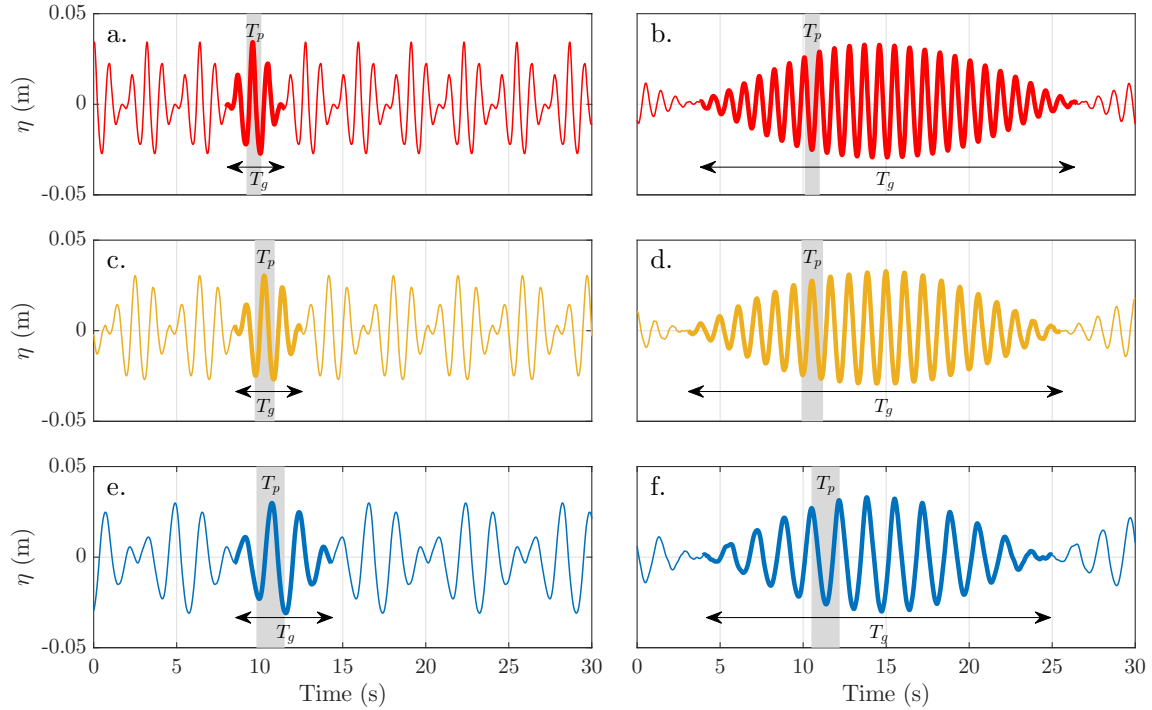 0.05
a.
T_p
b.
T_p
η (m)
0
T_g
T_g
-0.05
0.05
c.
T_p
d.
T_p
η (m)
0
T_g
T_g
-0.05
0.05
e.
T_p
f.
T_p
η (m)
0
T_g
T_g
-0.05
0 5 10 15 20 25 30
0 5 10 15 20 25 30
Time (s)
Time (s)